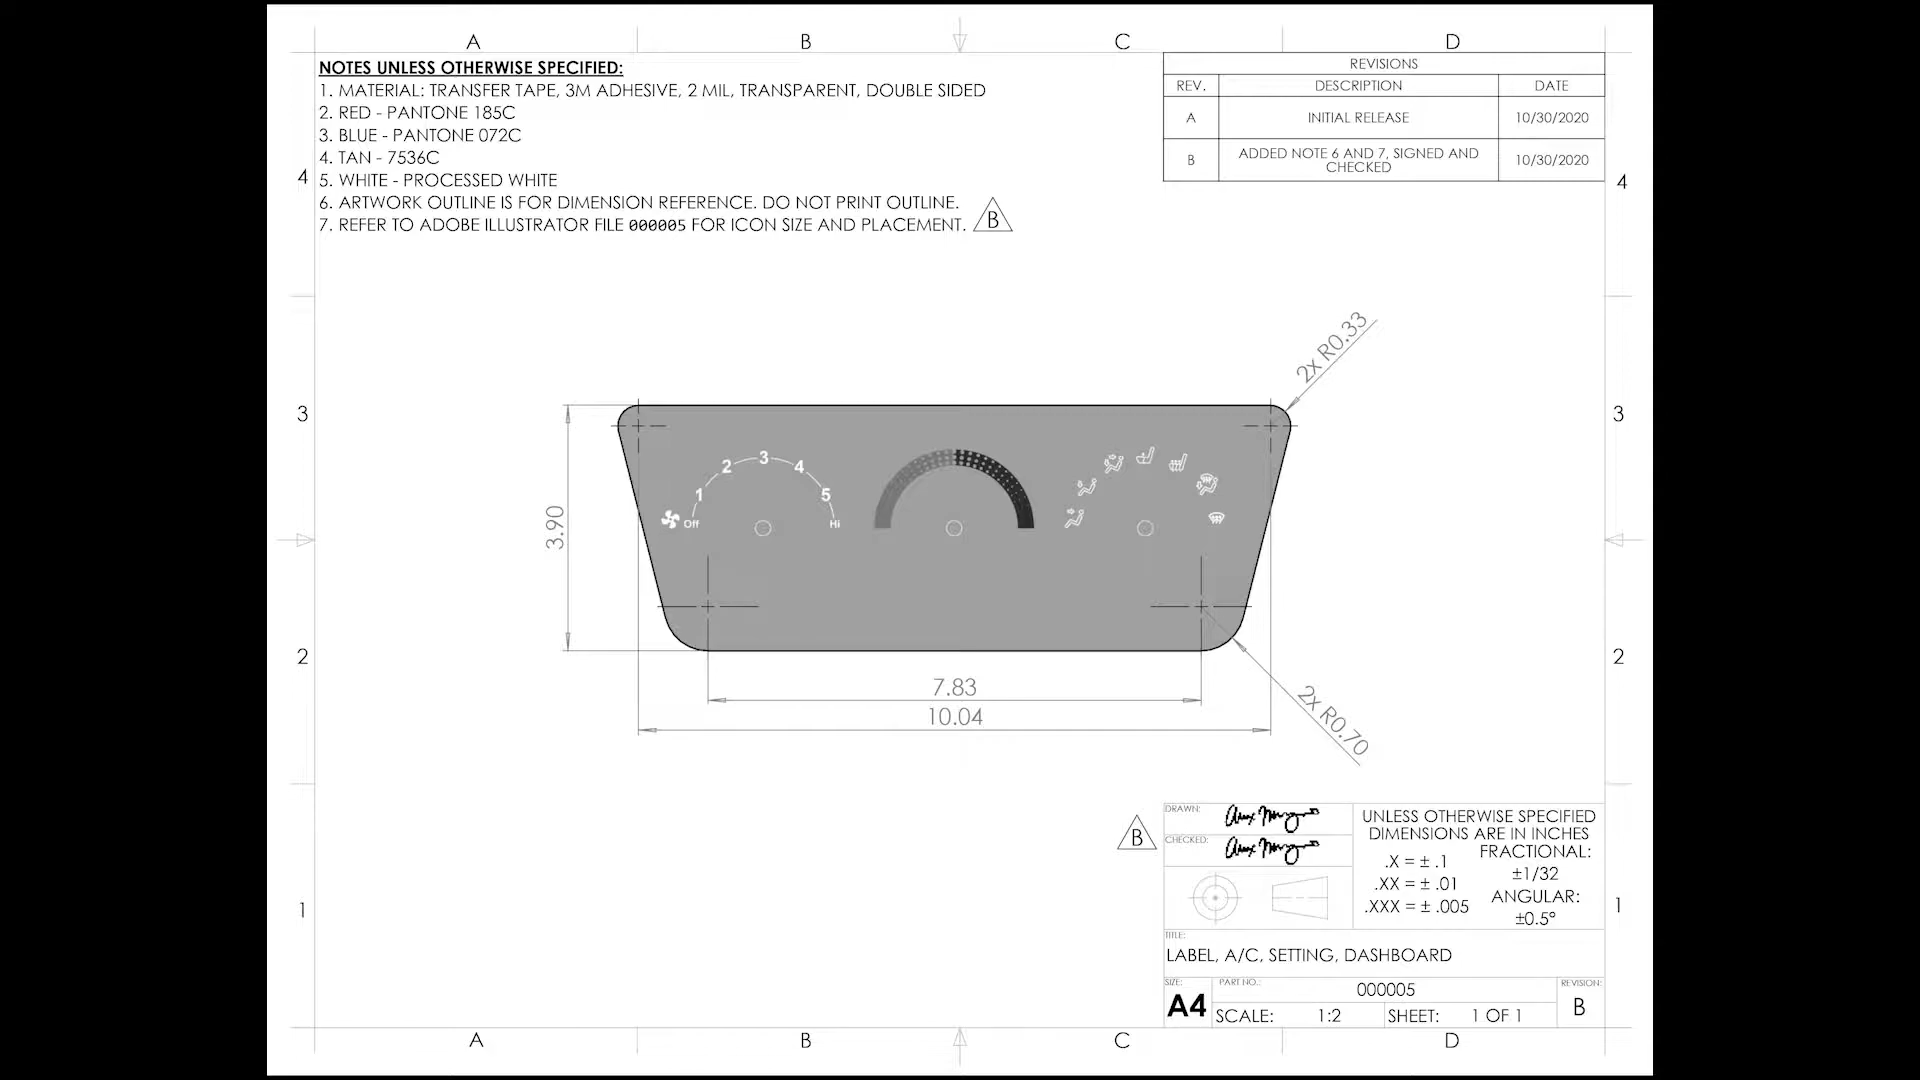 A B C D
NOTES UNLESS OTHERWISE SPECIFIED:
1. MATERIAL: TRANSFER TAPE, 3M ADHESIVE, 2 MIL, TRANSPARENT, DOUBLE SIDED
2. RED - PANTONE 185C
3. BLUE - PANTONE 072C
4. TAN - 7536C
5. WHITE - PROCESSED WHITE
6. ARTWORK OUTLINE IS FOR DIMENSION REFERENCE. DO NOT PRINT OUTLINE.
7. REFER TO ADOBE ILLUSTRATOR FILE 000005 FOR ICON SIZE AND PLACEMENT.
B
REVISIONS
REV. DESCRIPTION DATE
A INITIAL RELEASE 10/30/2020
B ADDED NOTE 6 AND 7, SIGNED AND CHECKED 10/30/2020
4 4
3 3
2 2
1 1
2x R0.33
3.90
Off 1 2 3 4 5 Hi
7.83
10.04
2x R0.70
B
DRAWN:
CHECKED:
UNLESS OTHERWISE SPECIFIED
DIMENSIONS ARE IN INCHES
.X = ± .1
.XX = ± .01
.XXX = ± .005
FRACTIONAL:
±1/32
ANGULAR:
±0.5°
TITLE:
LABEL, A/C, SETTING, DASHBOARD
SIZE:
A4
PART NO.:
000005
REVISION:
B
SCALE: 1:2
SHEET: 1 OF 1
A B C D